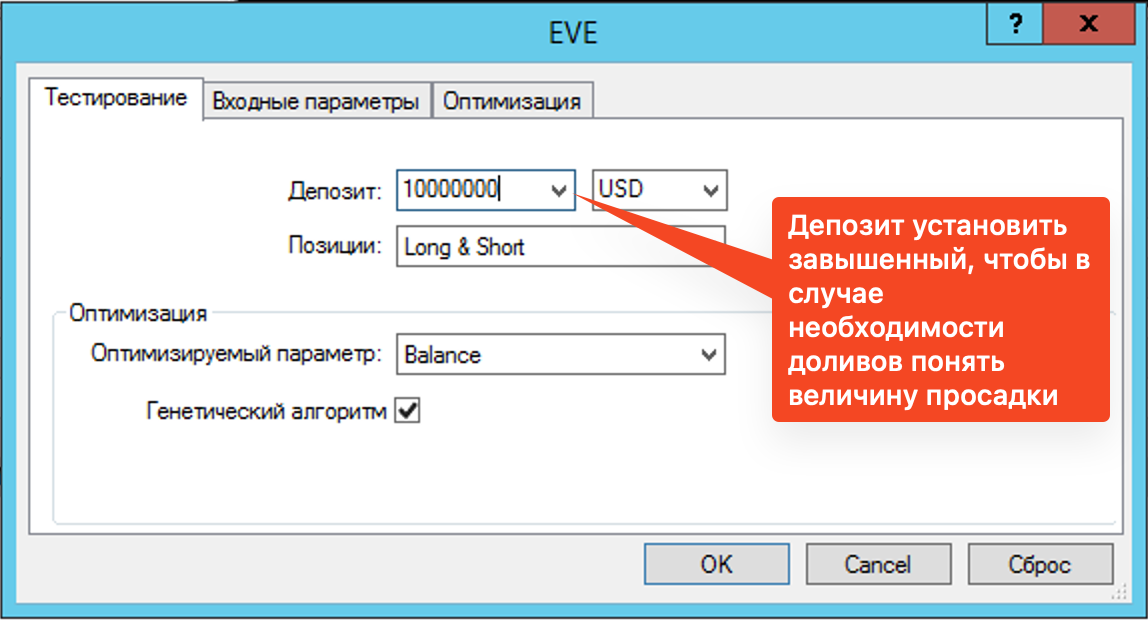 EVE
?
x
Тестирование
Входные параметры
Оптимизация
Депозит: 10000000 USD
Позиции: Long & Short
Депозит установить
завышенный, чтобы в
случае
необходимости
доливов понять
величину просадки
Оптимизация
Оптимизируемый параметр: Balance
Генетический алгоритм
OK
Cancel
Сброс